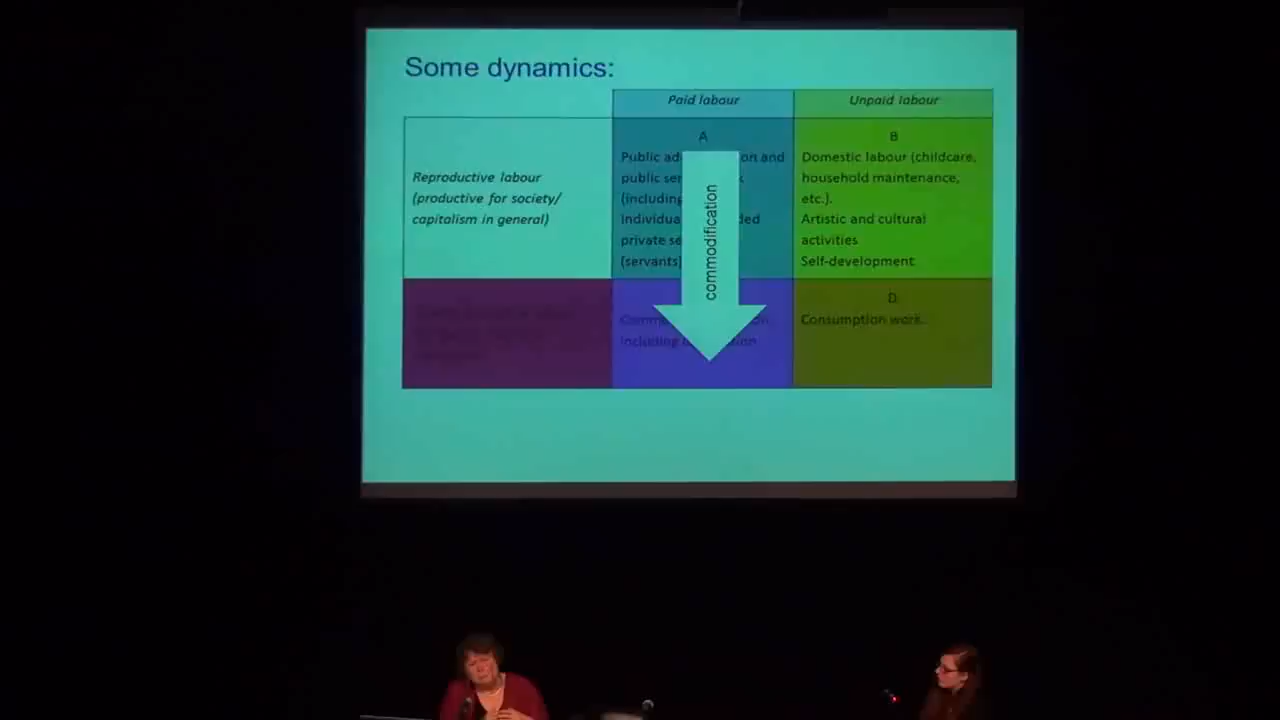 Some dynamics:
Paid labour
Unpaid labour
Reproductive labour
(productive for society/
capitalism in general)
A
Public ad on and
public ser k
(including
Individua ded
private se
(servants)
commodification
B
Domestic labour (childcare,
household maintenance,
etc.).
Artistic and cultural
activities
Self-development
including
D
Consumption work.